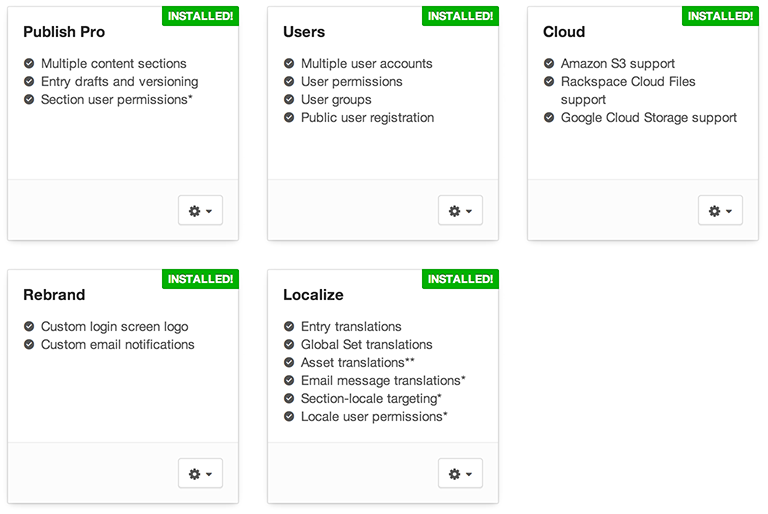 INSTALLED!
Publish Pro
Multiple content sections
Entry drafts and versioning
Section user permissions*
INSTALLED!
Users
Multiple user accounts
User permissions
User groups
Public user registration
INSTALLED!
Cloud
Amazon S3 support
Rackspace Cloud Files
support
Google Cloud Storage support
INSTALLED!
Rebrand
Custom login screen logo
Custom email notifications
INSTALLED!
Localize
Entry translations
Global Set translations
Asset translations**
Email message translations*
Section-locale targeting*
Locale user permissions*